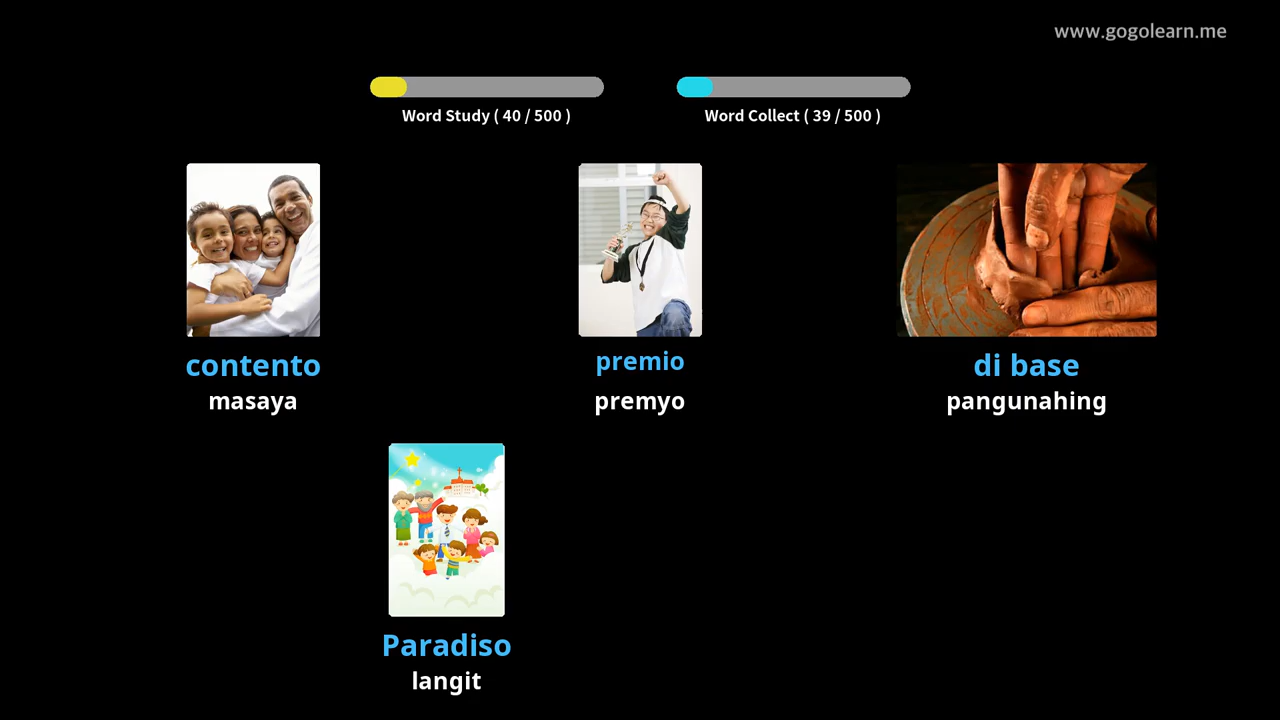 www.gogolearn.me
Word Study ( 40 / 500 )
Word Collect ( 39 / 500 )
contento
masaya
premio
premyo
di base
pangunahing
Paradiso
langit